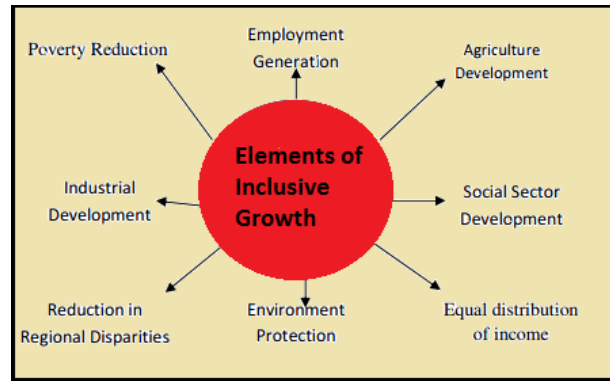 Poverty Reduction
Employment
Generation
Agriculture
Development
Elements of
Inclusive
Growth
Industrial
Development
Social Sector
Development
Reduction in
Regional Disparities
Environment
Protection
Equal distribution
of income